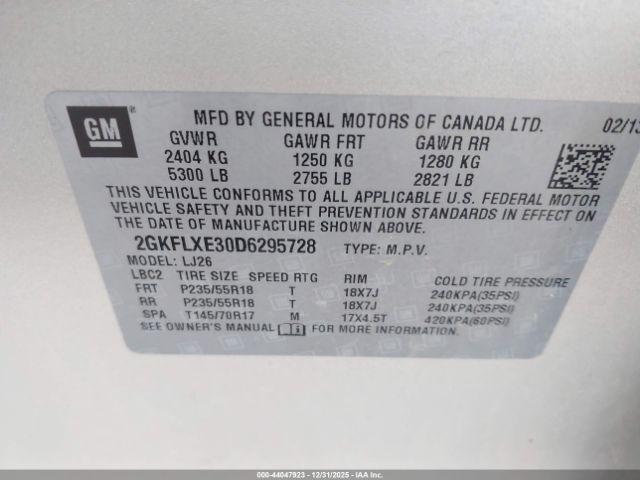 GM
MFD BY GENERAL MOTORS OF CANADA LTD. 02/13
GVWR GAWR FRT GAWR RR
2404 KG 1250 KG 1280 KG
5300 LB 2755 LB 2821 LB
THIS VEHICLE CONFORMS TO ALL APPLICABLE U.S. FEDERAL MOTOR
VEHICLE SAFETY AND THEFT PREVENTION STANDARDS IN EFFECT ON
THE DATE OF MANUFACTURE SHOWN ABOVE.
2GKFLXE30D6295728 TYPE: M.P.V.
MODEL: LJ26
LBC2 TIRE SIZE SPEED RTG RIM COLD TIRE PRESSURE
FRT P235/55R18 T 18X7J 240KPA(35PSI)
RR P235/55R18 T 18X7J 240KPA(35PSI)
SPA T145/70R17 M 17X4.5T 420KPA(60PSI)
SEE OWNER'S MANUAL FOR MORE INFORMATION.
000-44047923 - 12/31/2025 - COPYRIGHT IAA, LLC.